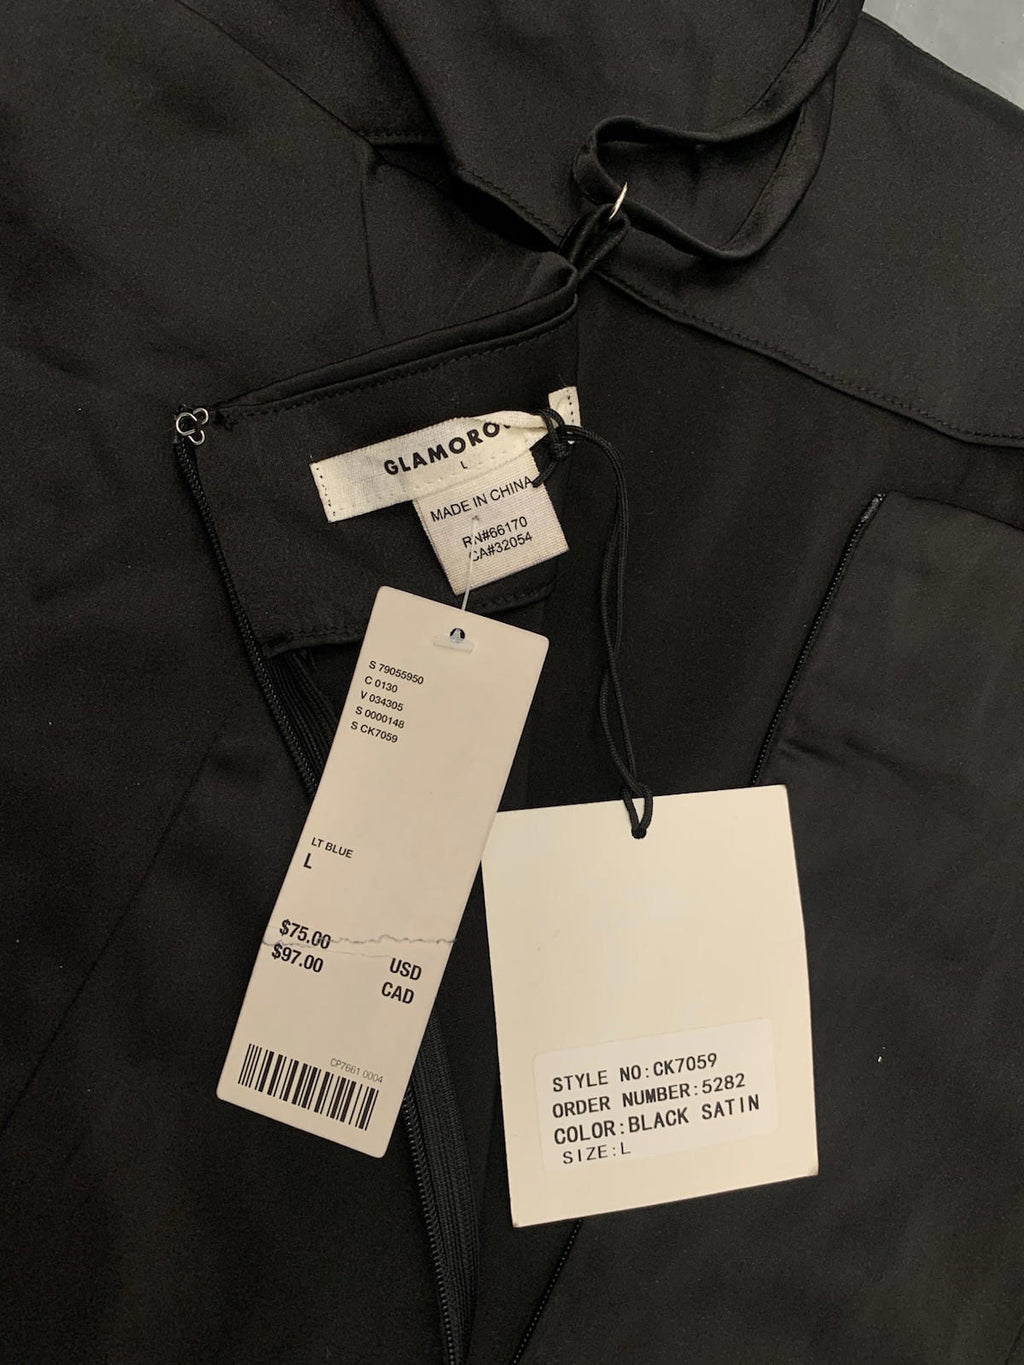 L
MADE IN CHINA
RN#66170
CA#32054
S 79055950
C 0130
V 034305
S 0000148
S CK7059
LT BLUE
L
$75.00 USD
$97.00 CAD
CP7661 0004
STYLE NO:CK7059
ORDER NUMBER:5282
COLOR:BLACK SATIN
SIZE:L